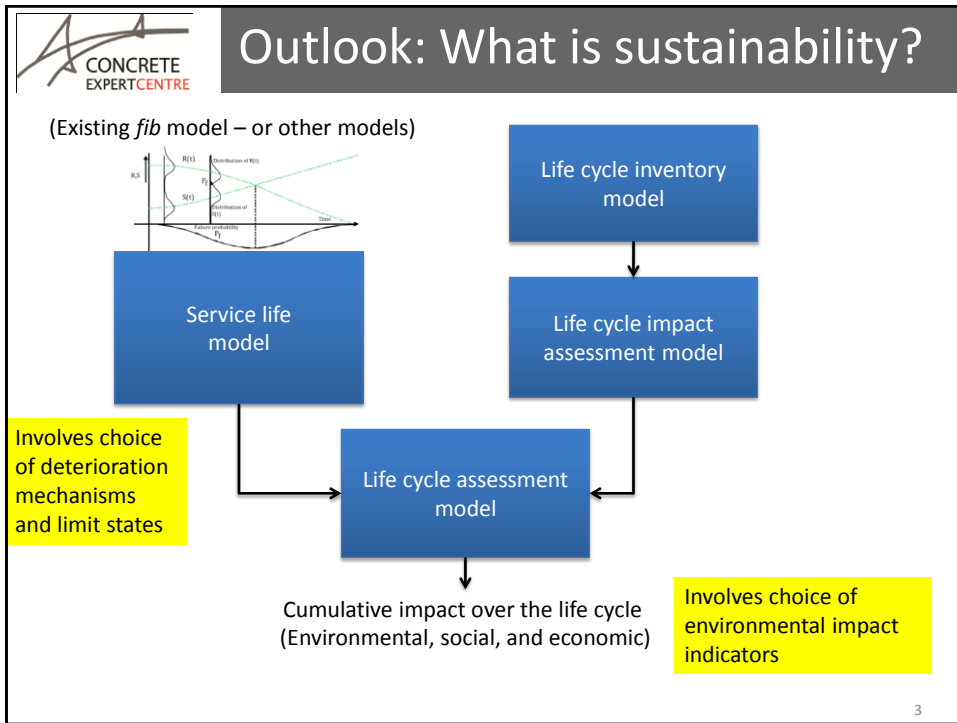 CONCRETE
EXPERTCENTRE
Outlook: What is sustainability?
(Existing fib model – or other models)
R,S
R(t)
Distribution of R(t)
Pf
S(t)
Distribution of
S(t)
Time
Failure probability
Pf
Service life
model
Life cycle inventory
model
Life cycle impact
assessment model
Involves choice
of deterioration
mechanisms
and limit states
Life cycle assessment
model
Cumulative impact over the life cycle
(Environmental, social, and economic)
Involves choice of
environmental impact
indicators
3